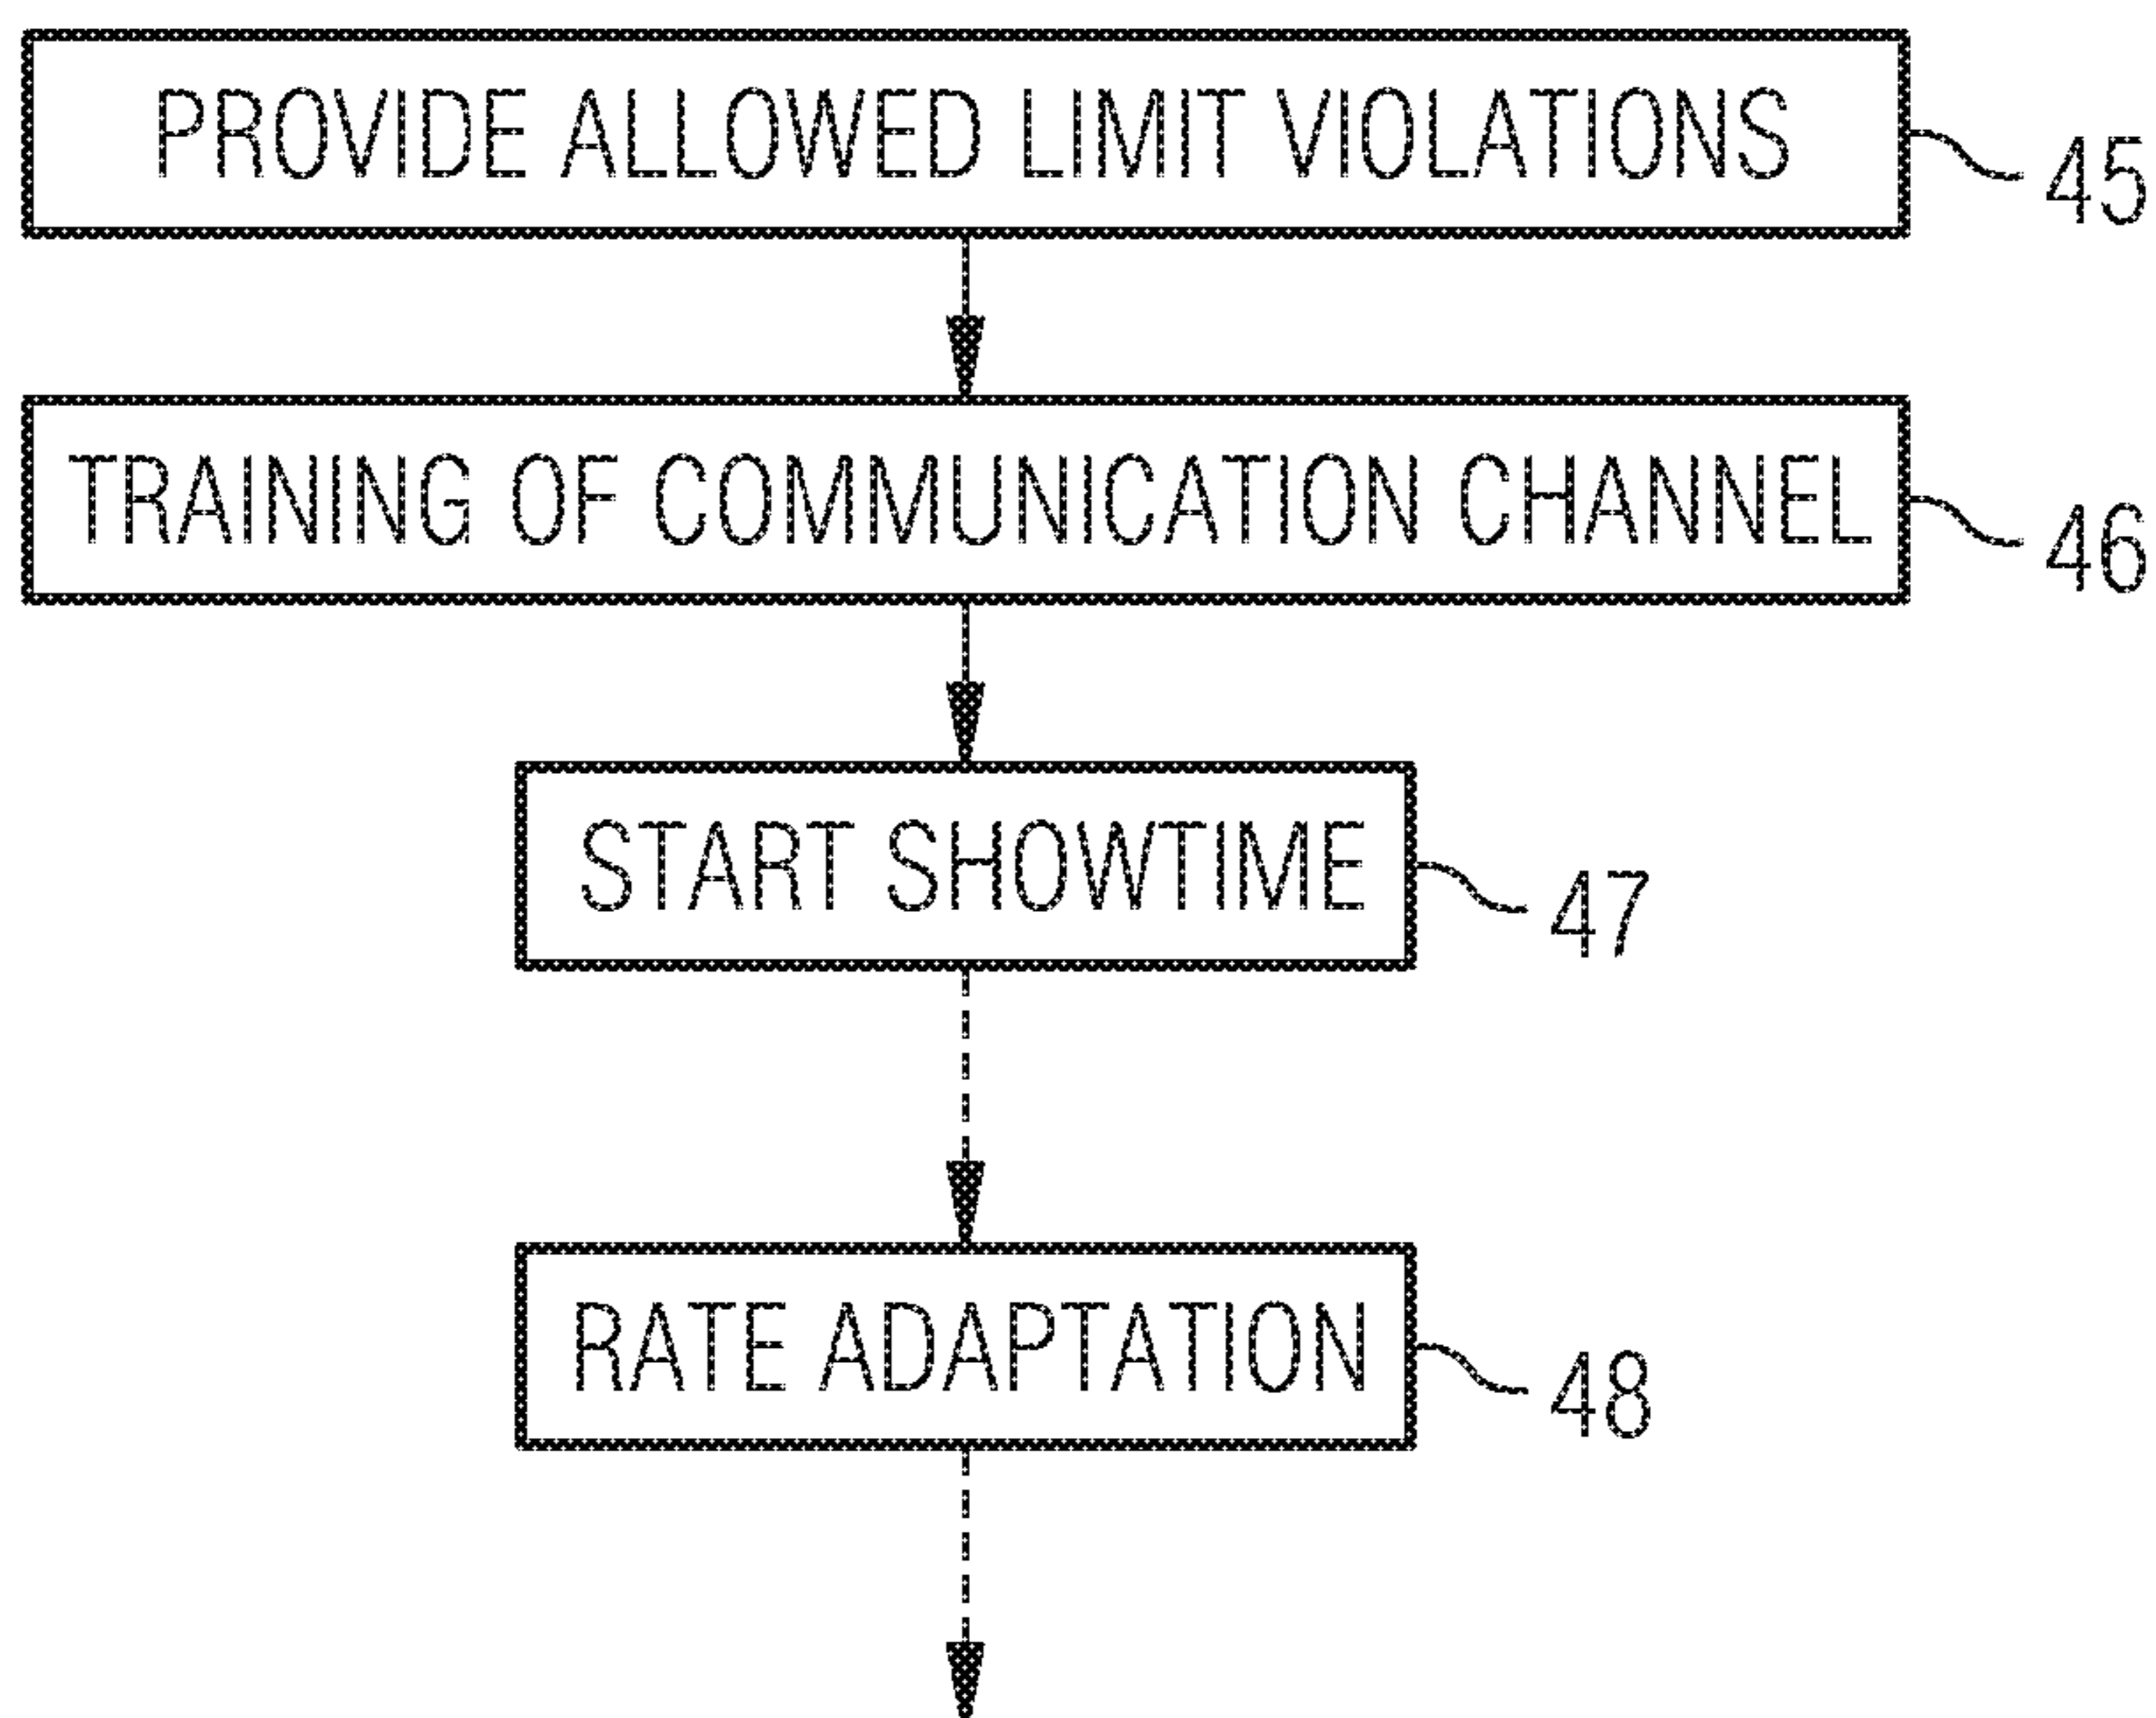 PROVIDE ALLOWED LIMIT VIOLATIONS
45
TRAINING OF COMMUNICATION CHANNEL
46
START SHOWTIME
47
RATE ADAPTATION
48